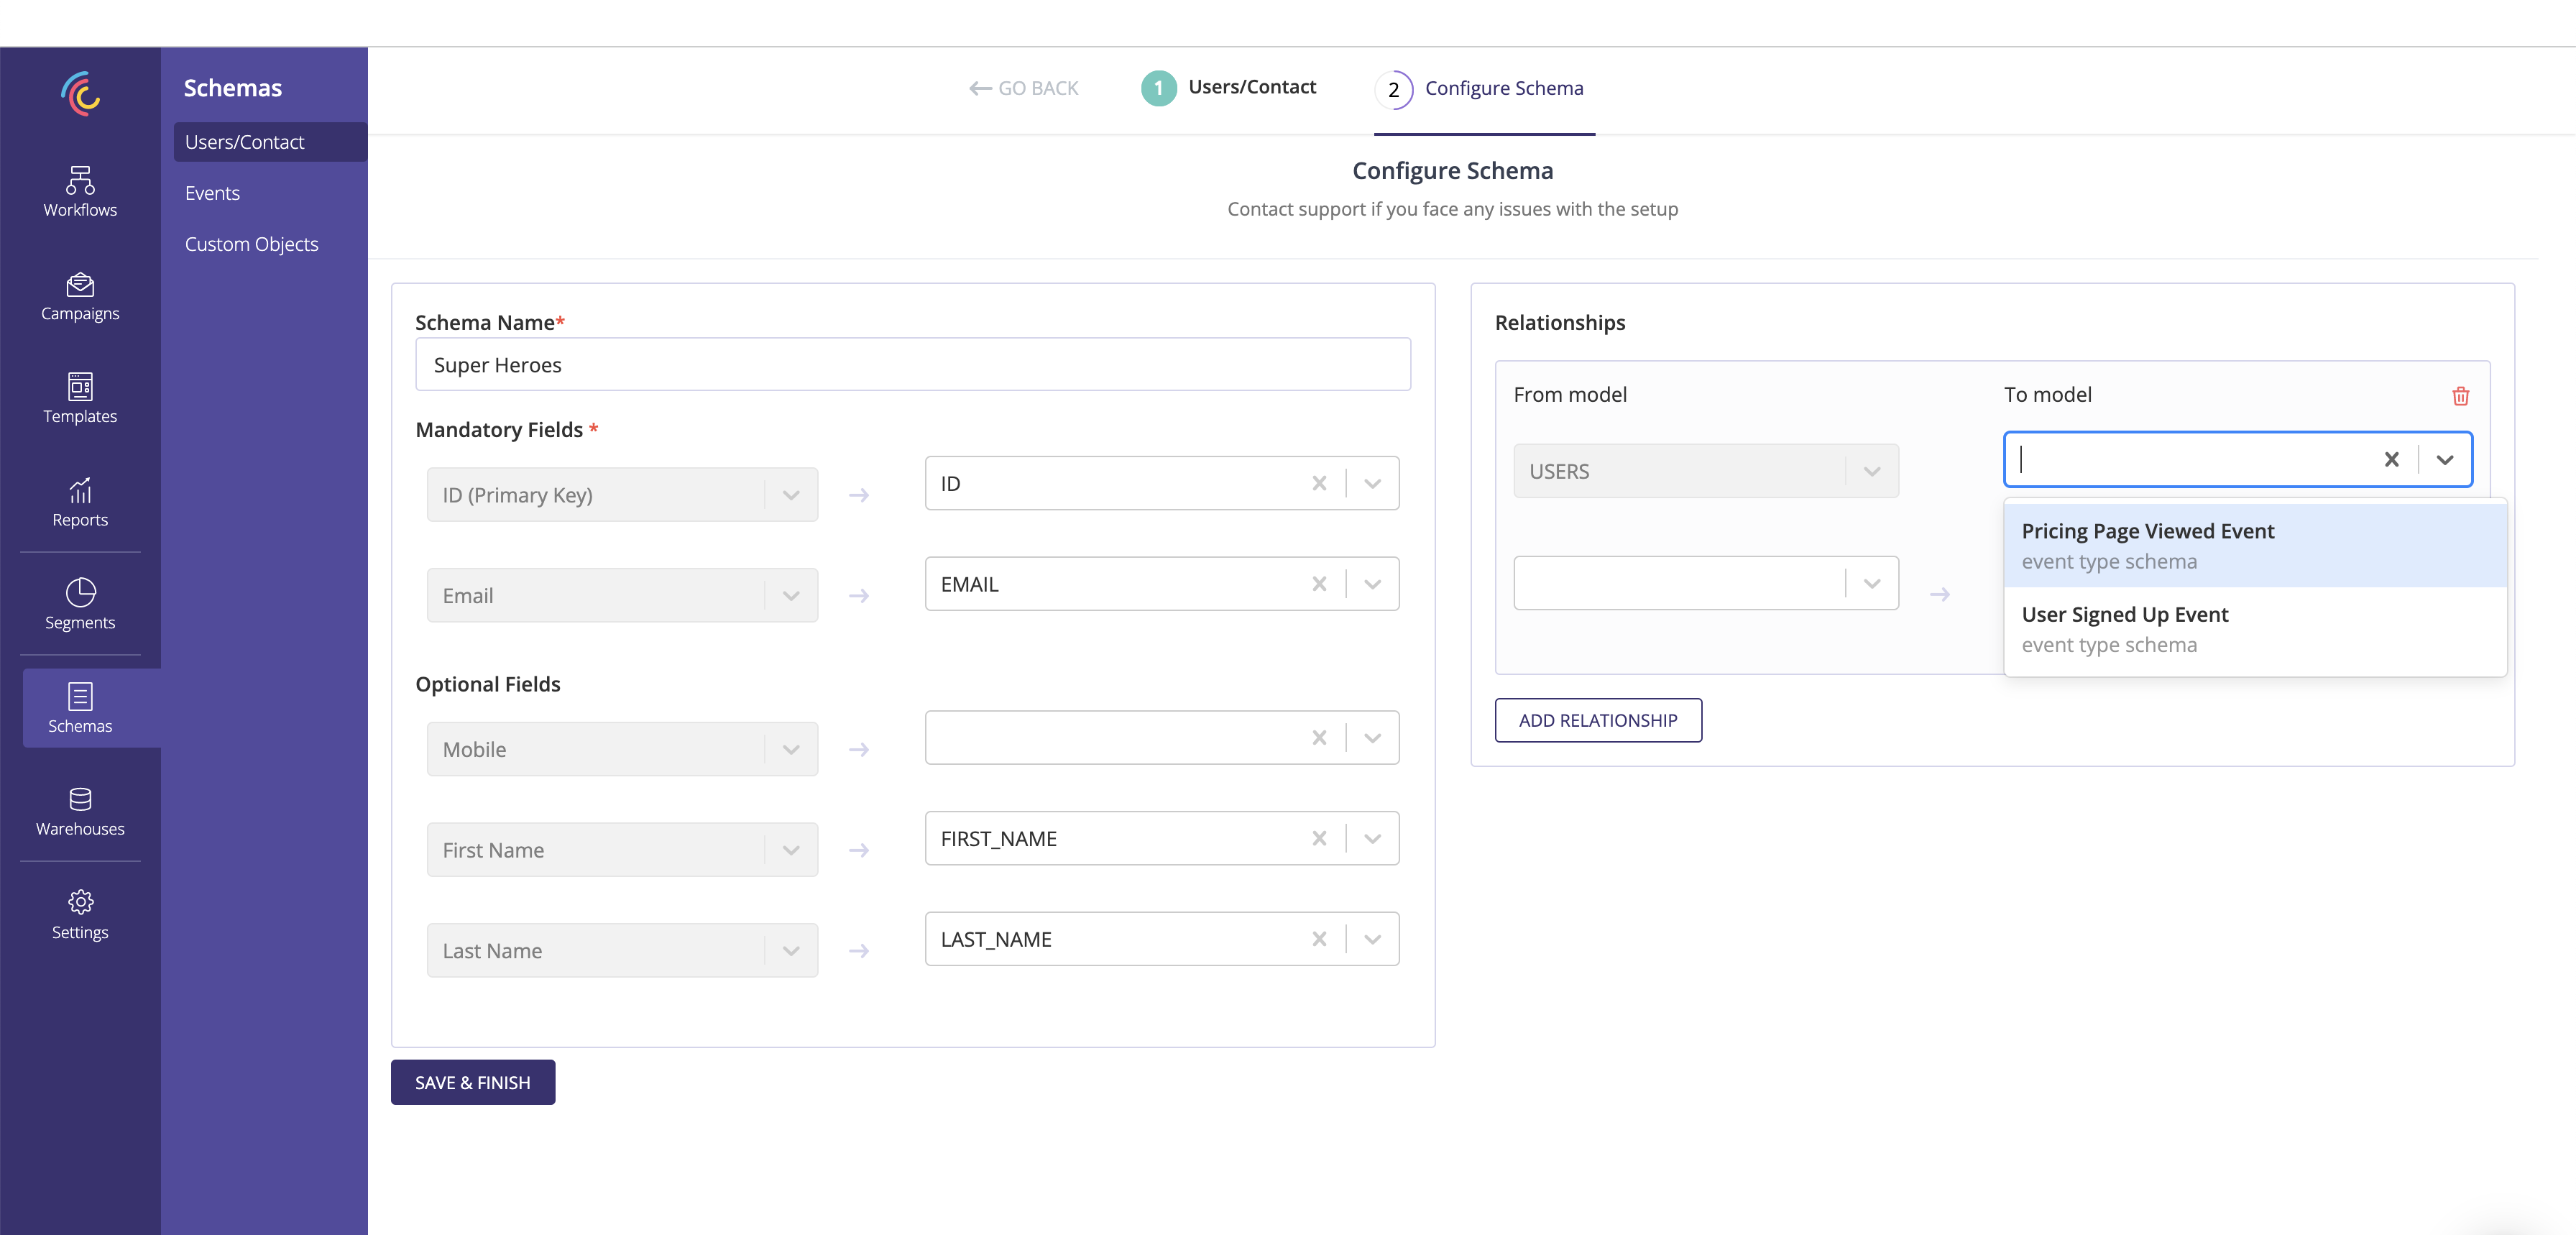 Workflows
Campaigns
Templates
Reports
Segments
Schemas
Warehouses
Settings
Schemas
Users/Contact
Events
Custom Objects
GO BACK
1 Users/Contact
2 Configure Schema
Configure Schema
Contact support if you face any issues with the setup
Schema Name*
Super Heroes
Mandatory Fields *
ID (Primary Key) → ID
Email → EMAIL
Optional Fields
Mobile →
First Name → FIRST_NAME
Last Name → LAST_NAME
SAVE & FINISH
Relationships
From model To model
USERS
Pricing Page Viewed Event
event type schema
User Signed Up Event
event type schema
ADD RELATIONSHIP